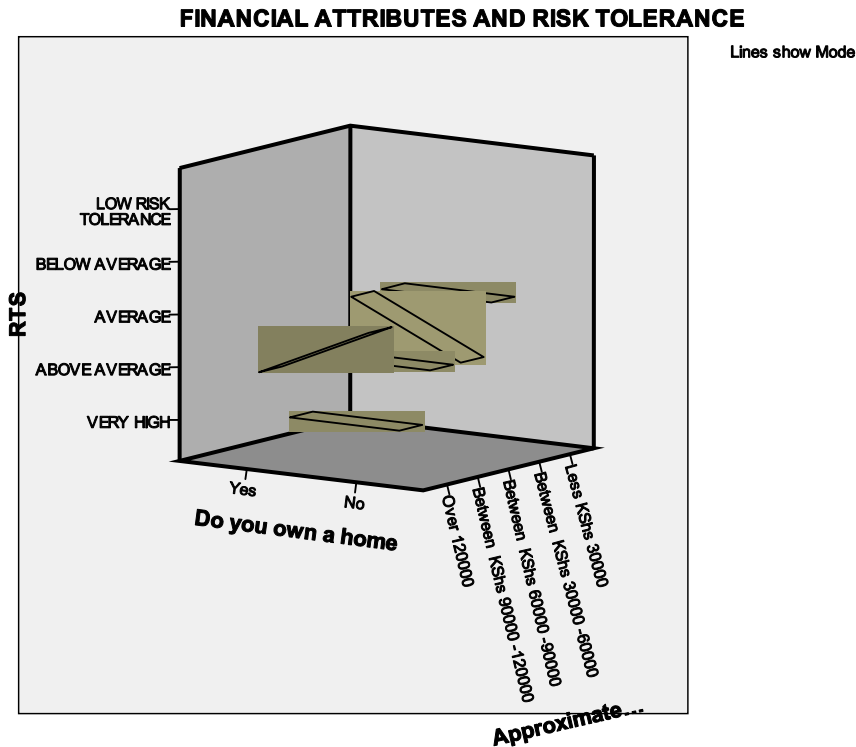 FINANCIAL ATTRIBUTES AND RISK TOLERANCE
Lines show Mode
LOW RISK
TOLERANCE
BELOW AVERAGE
AVERAGE
ABOVE AVERAGE
VERY HIGH
RTS
Yes
No
Do you own a home
Over 120000
Between KShs 90000 -120000
Between KShs 60000 -90000
Between KShs 30000 -60000
Less KShs 30000
Approximate...